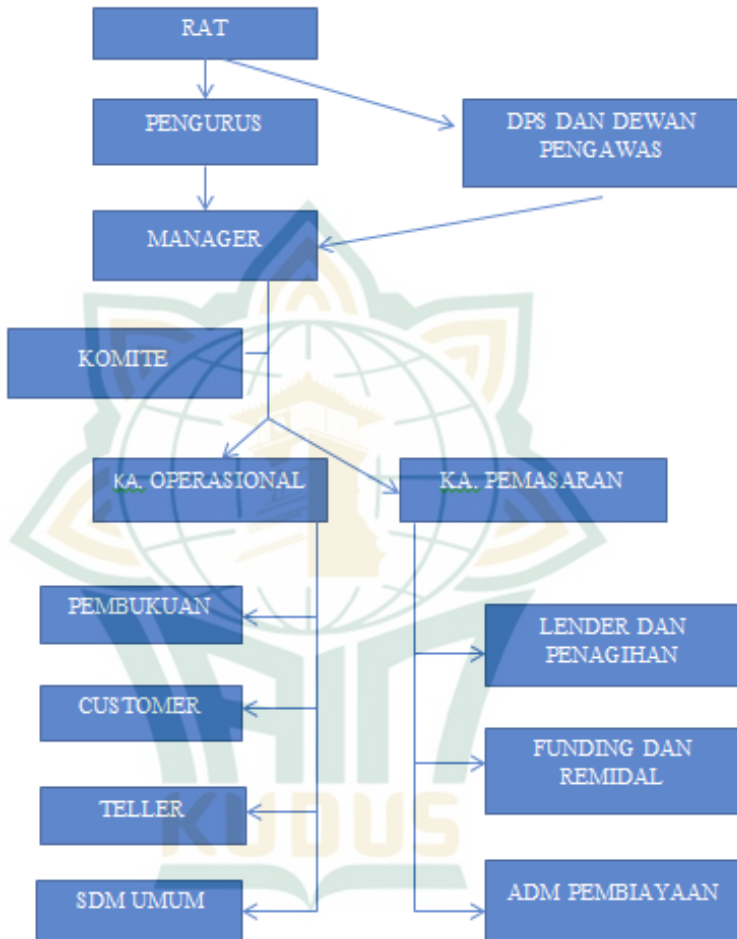 RAT
PENGURUS
DPS DAN DEWAN
PENGAWAS
MANAGER
KOMITE
KA. OPERASIONAL
KA. PEMASARAN
PEMBUKUAN
LENDER DAN
PENAGIHAN
CUSTOMER
FUNDING DAN
REMIDAL
TELLER
SDM UMUM
ADM PEMBIAYAAN
IAIN
KUDUS